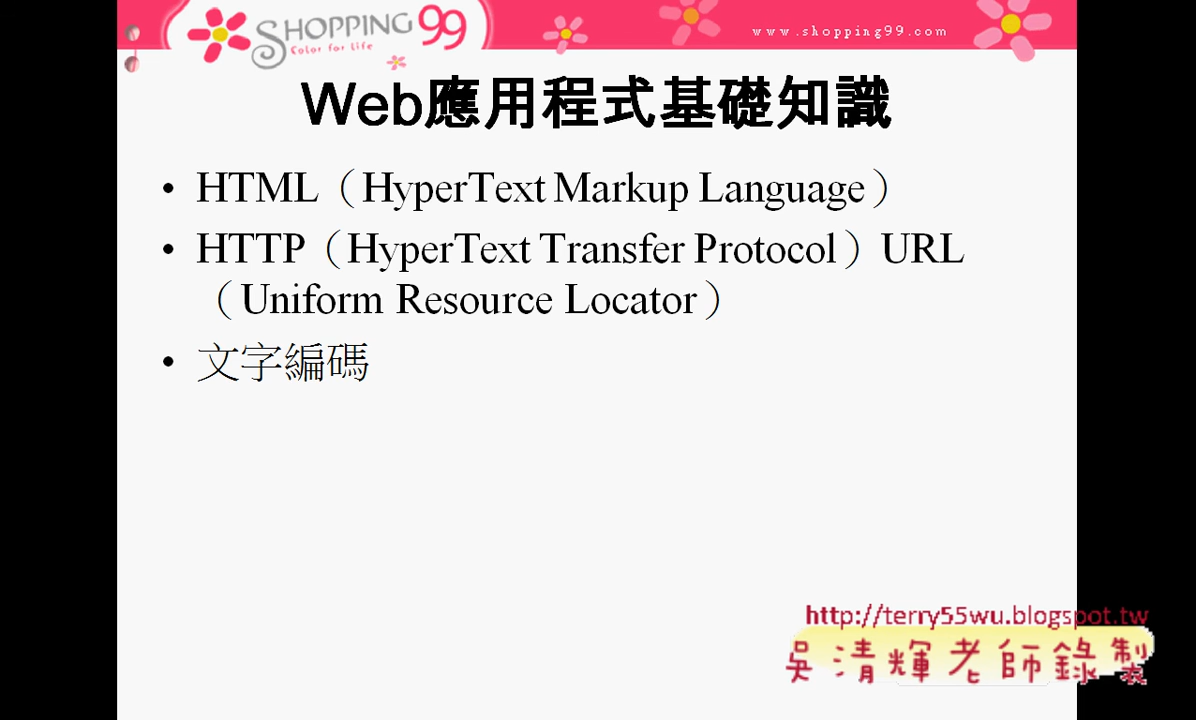 SHOPPING 99
Color for Life
www.shopping99.com
Web應用程式基礎知識
• HTML（HyperText Markup Language）
• HTTP（HyperText Transfer Protocol）URL
（Uniform Resource Locator）
• 文字編碼
http://terry55wu.blogspot.tw
吳清輝老師錄製